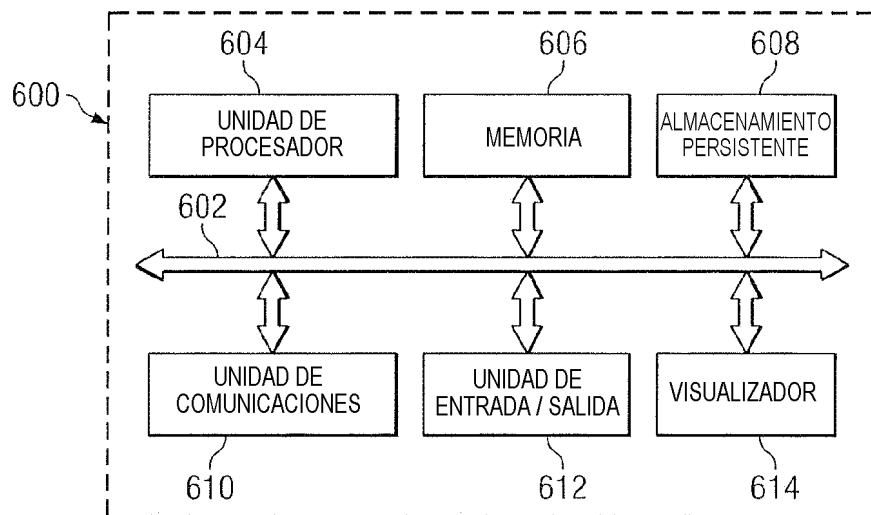 604
606
608
600
UNIDAD DE
PROCESADOR
MEMORIA
ALMACENAMIENTO
PERSISTENTE
602
UNIDAD DE
COMUNICACIONES
UNIDAD DE
ENTRADA / SALIDA
VISUALIZADOR
610
612
614